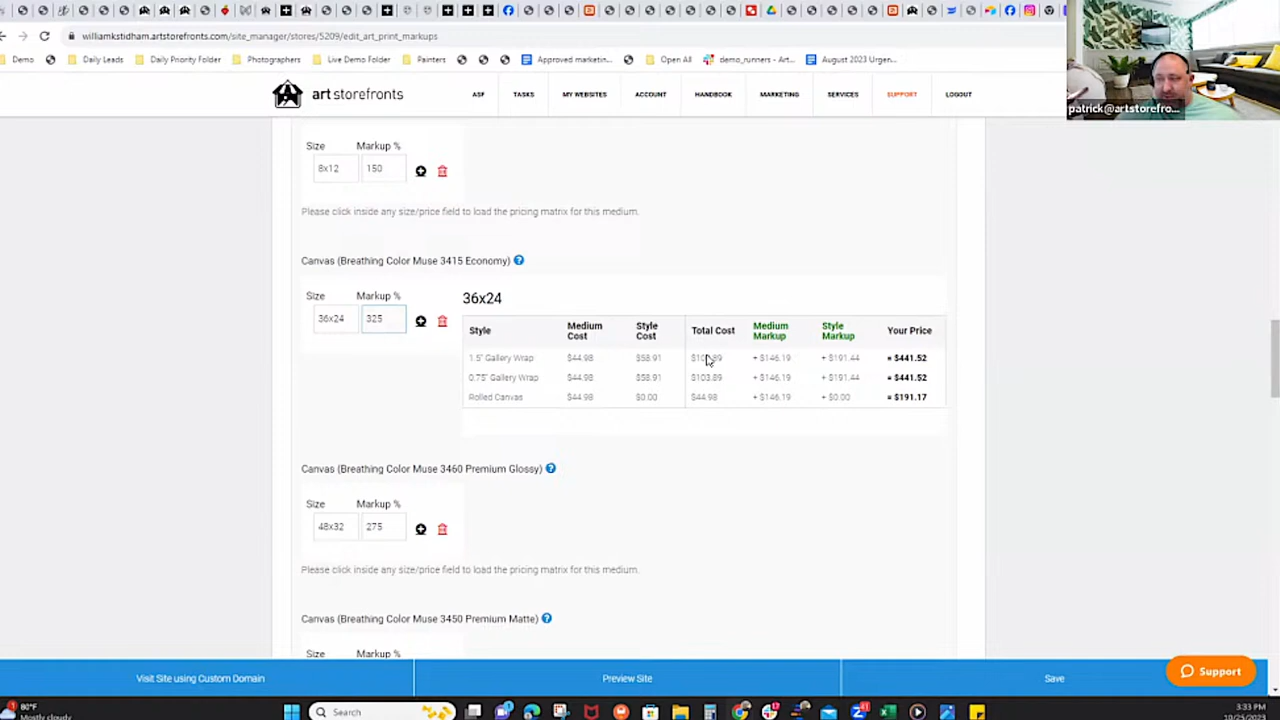 williamkstidham.artstorefronts.com/site_manager/stores/5209/edit_art_print_markups
Demo Daily Leads Daily Priority Folder Photographers Live Demo Folder Painters Approved marketin... Open All demo_runners - Art... August 2023 Urgen...
patrick@artstorefro...
art storefronts ASF TASKS MY WEBSITES ACCOUNT HANDBOOK MARKETING SERVICES SUPPORT LOGOUT
Size Markup %
8x12 150
Please click inside any size/price field to load the pricing matrix for this medium.
Canvas (Breathing Color Muse 3415 Economy)
Size Markup %
36x24 325
36x24
Style Medium Cost Style Cost Total Cost Medium Markup Style Markup Your Price
1.5" Gallery Wrap $44.98 $58.91 + $146.19 + $191.44 = $441.52
0.75" Gallery Wrap $44.98 $58.91 $103.89 + $146.19 + $191.44 = $441.52
Rolled Canvas $44.98 $0.00 $44.98 + $146.19 + $0.00 = $191.17
Canvas (Breathing Color Muse 3460 Premium Glossy)
Size Markup %
48x32 275
Please click inside any size/price field to load the pricing matrix for this medium.
Canvas (Breathing Color Muse 3450 Premium Matte)
Size Markup %
Visit Site using Custom Domain Preview Site Save
Support
80°F
Mostly cloudy
Search
3:33 PM
10/25/2023